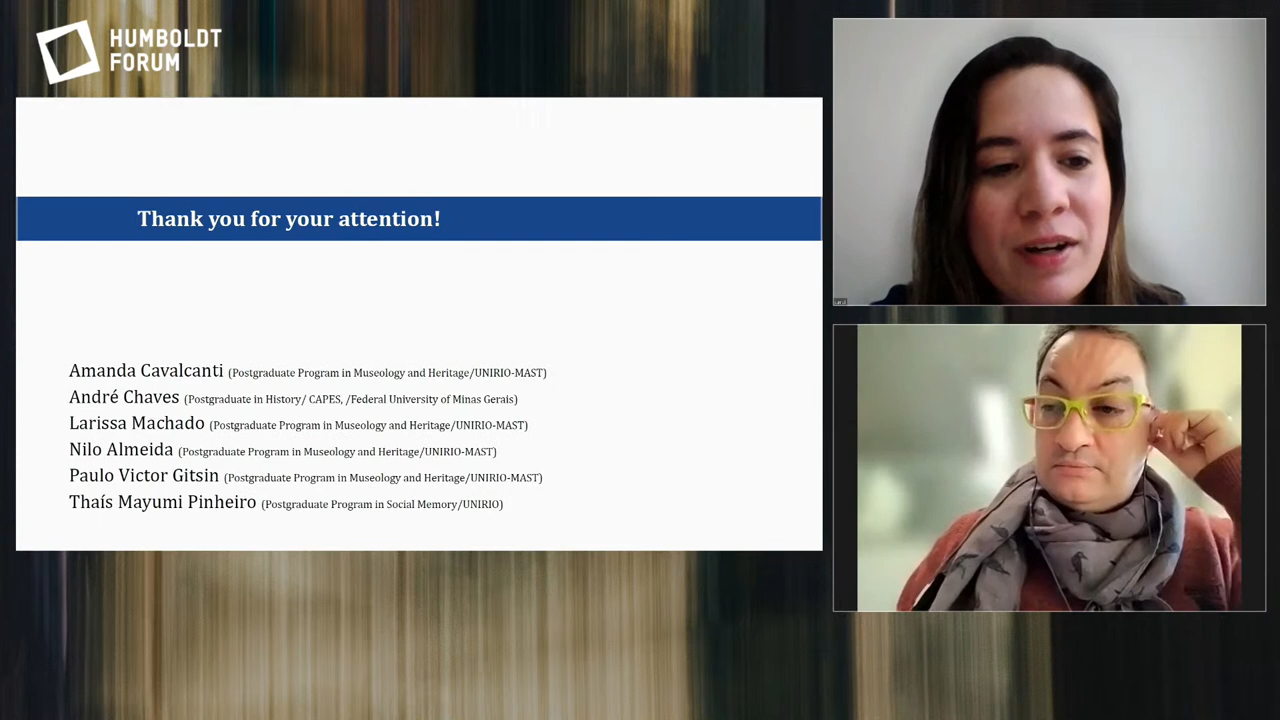 HUMBOLDT
FORUM
Thank you for your attention!
Amanda Cavalcanti (Postgraduate Program in Museology and Heritage/UNIRIO-MAST)
André Chaves (Postgraduate in History/ CAPES, /Federal University of Minas Gerais)
Larissa Machado (Postgraduate Program in Museology and Heritage/UNIRIO-MAST)
Nilo Almeida (Postgraduate Program in Museology and Heritage/UNIRIO-MAST)
Paulo Victor Gitsin (Postgraduate Program in Museology and Heritage/UNIRIO-MAST)
Thaís Mayumi Pinheiro (Postgraduate Program in Social Memory/UNIRIO)